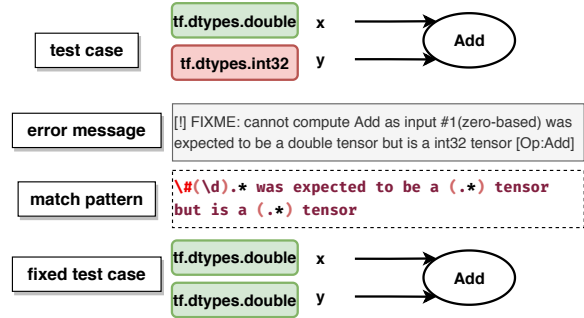 tf.dtypes.double x
Add
test case
tf.dtypes.int32 y
error message
[!] FIXME: cannot compute Add as input #1(zero-based) was
expected to be a double tensor but is a int32 tensor [Op:Add]
match pattern
\#(\d).* was expected to be a (.*) tensor
but is a (.*) tensor
tf.dtypes.double x
fixed test case
Add
tf.dtypes.double y